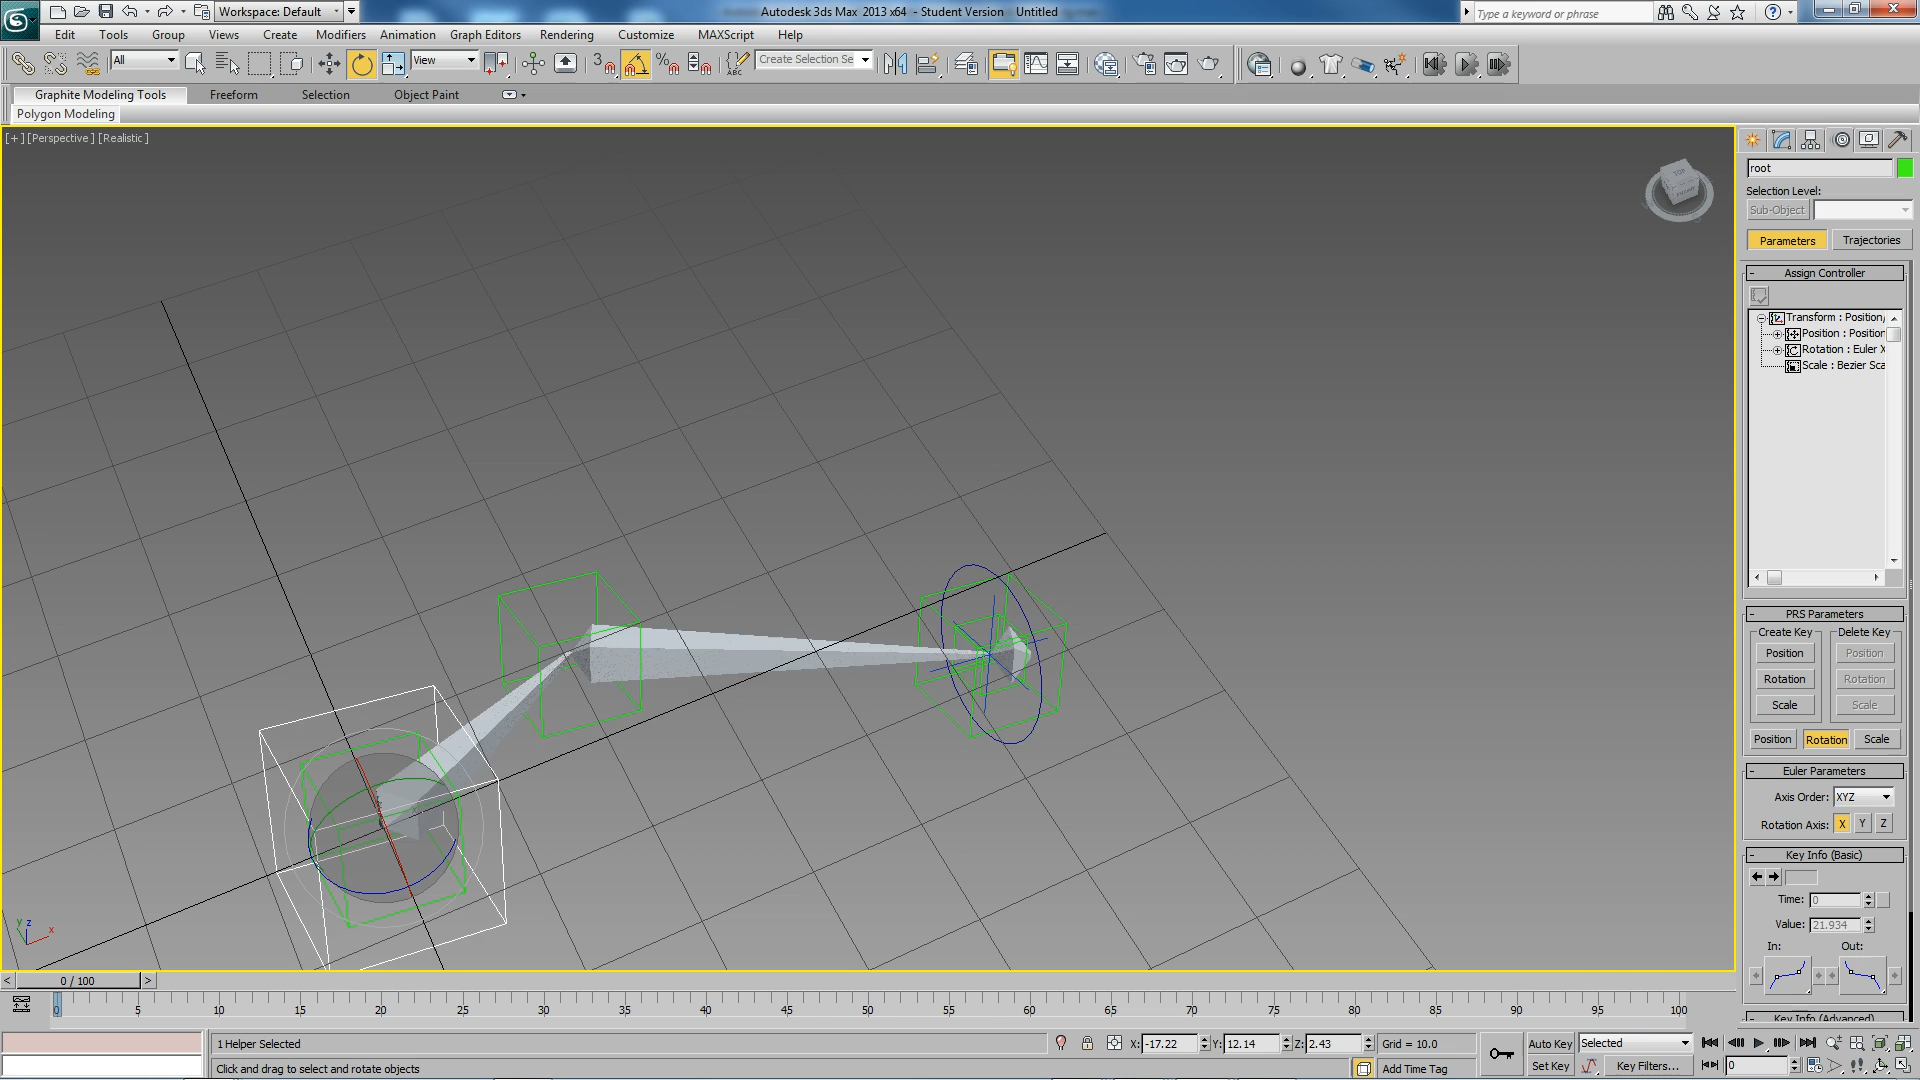 Workspace: Default
Autodesk 3ds Max 2013 x64 - Student Version Untitled
Type a keyword or phrase
Edit Tools Group Views Create Modifiers Animation Graph Editors Rendering Customize MAXScript Help
All
View
3
%
ABC
Create Selection Se
Graphite Modeling Tools Freeform Selection Object Paint
Polygon Modeling
[+] [Perspective] [Realistic]
TOP
FRONT
root
Selection Level:
Sub-Object
Parameters Trajectories
- Assign Controller
Transform : Position/
Position : Position
Rotation : Euler X
Scale : Bezier Sca
- PRS Parameters
Create Key Delete Key
Position Position
Rotation Rotation
Scale Scale
Position Rotation Scale
- Euler Parameters
Axis Order: XYZ
Rotation Axis: X Y Z
- Key Info (Basic)
Time: 0
Value: 21.934
In: Out:
- Key Info (Advanced)
y z x
< 0 / 100 >
0 5 10 15 20 25 30 35 40 45 50 55 60 65 70 75 80 85 90 95 100
1 Helper Selected
X: -17.22 Y: 12.14 Z: 2.43 Grid = 10.0
Auto Key Selected
Click and drag to select and rotate objects
Add Time Tag
Set Key Key Filters...
0